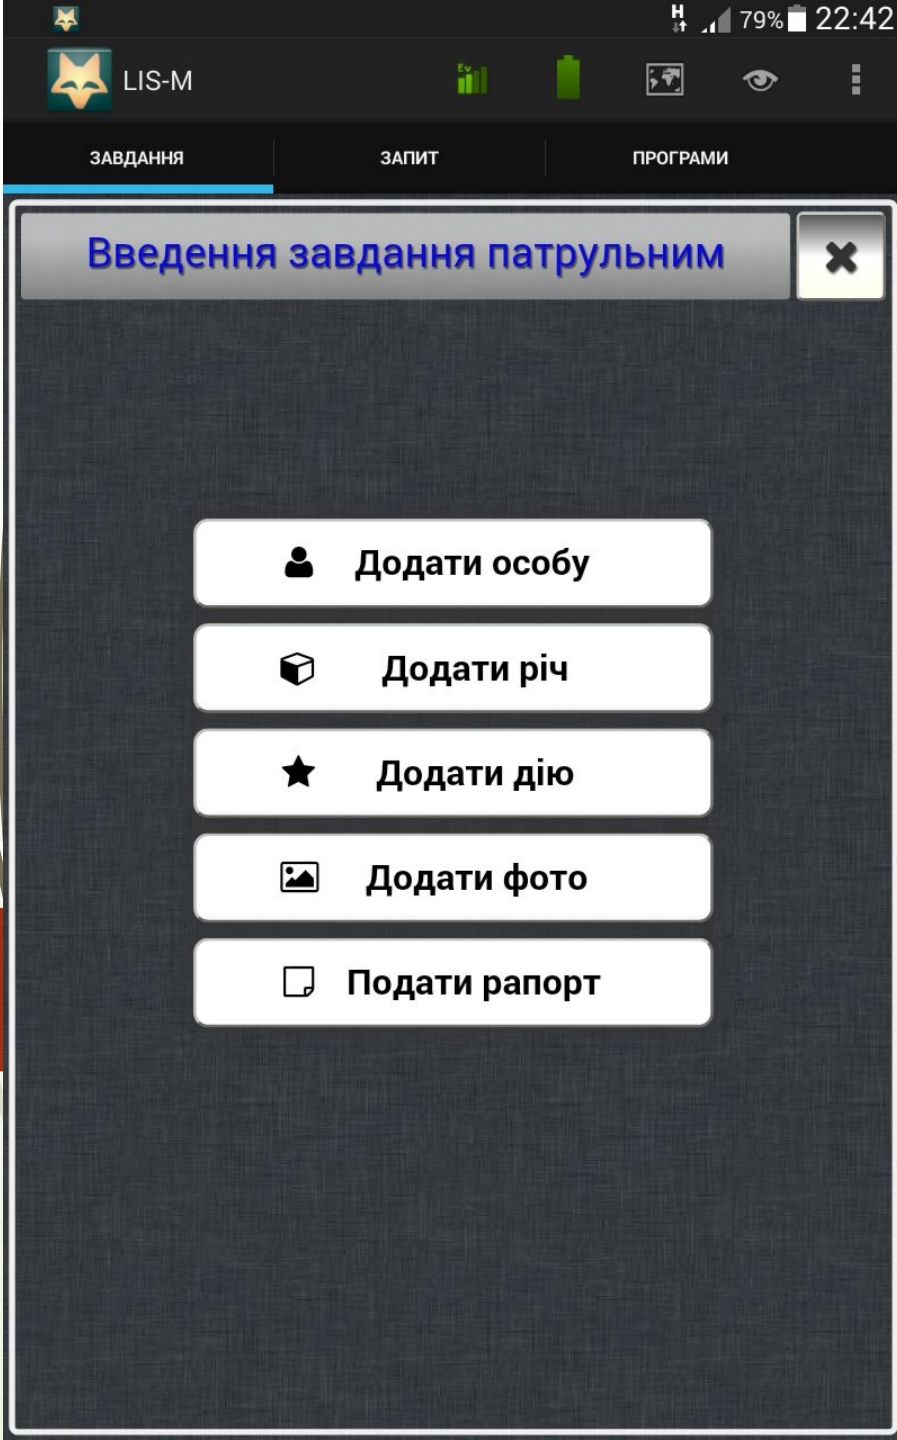 H 79% 22:42
LIS-M Ev
ЗАВДАННЯ ЗАПИТ ПРОГРАМИ
Введення завдання патрульним
Додати особу
Додати річ
Додати дію
Додати фото
Подати рапорт